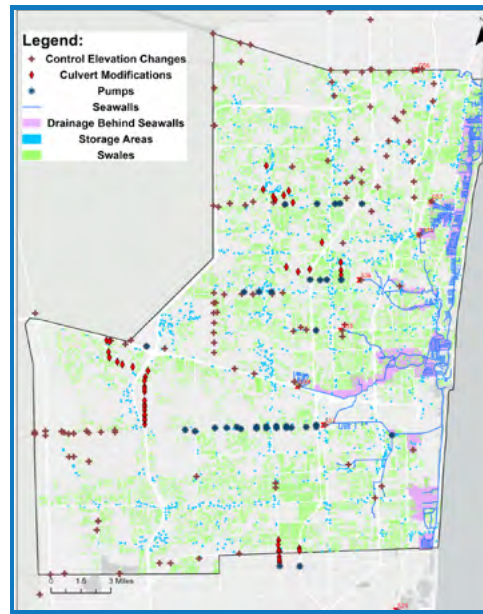 Legend:
Control Elevation Changes
Culvert Modifications
Pumps
Seawalls
Drainage Behind Seawalls
Storage Areas
Swales
0 1.5 3 Miles